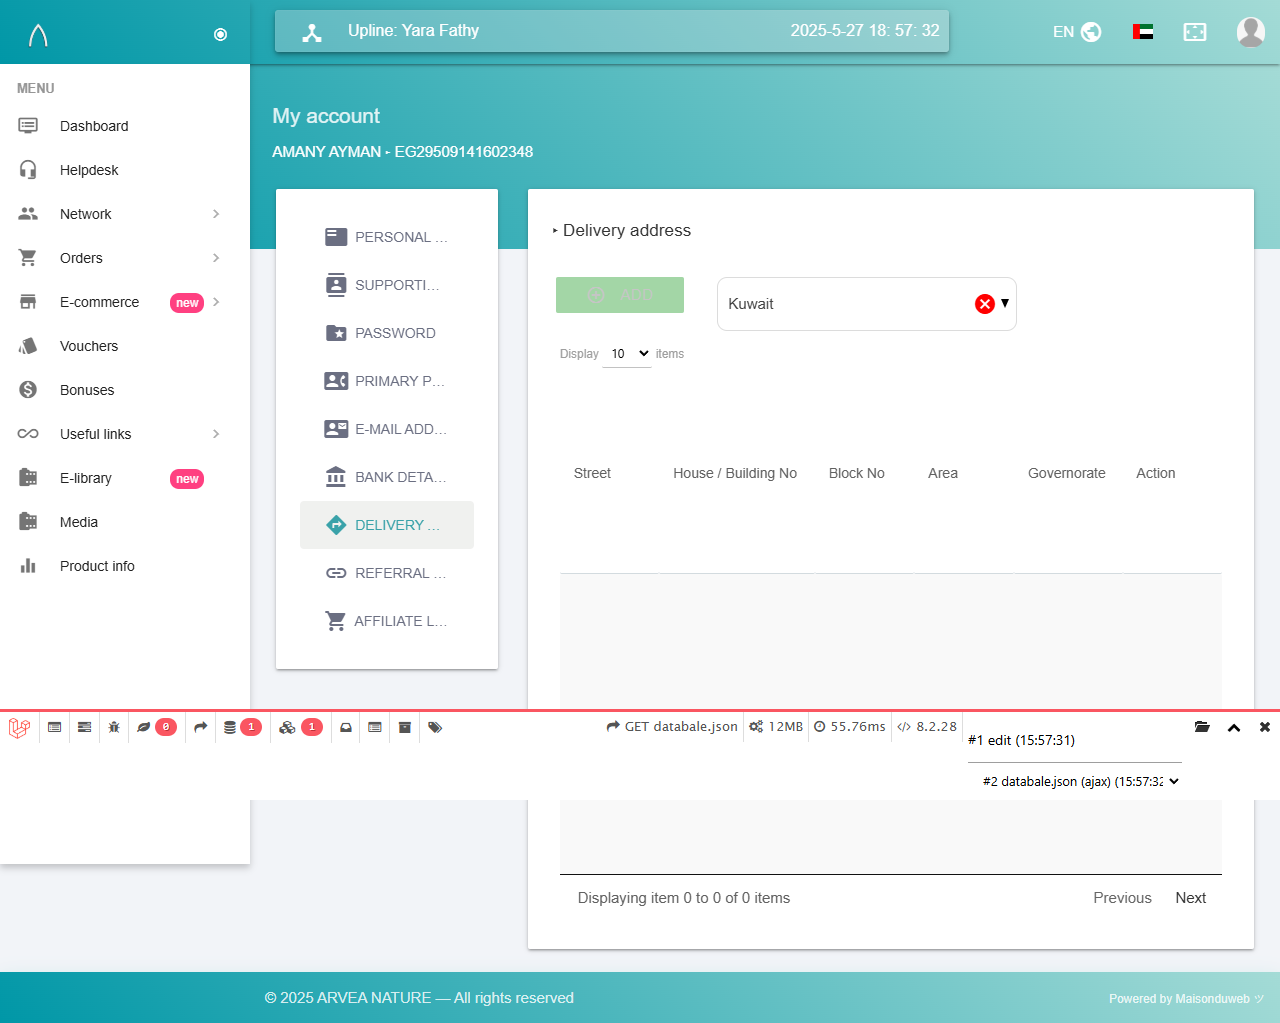 Upline: Yara Fathy
2025-5-27 18: 57: 32
EN
MENU
Dashboard
Helpdesk
Network
Orders
E-commerce new
Vouchers
Bonuses
Useful links
E-library new
Media
Product info
My account
AMANY AYMAN - EG29509141602348
PERSONAL ...
SUPPORTI...
PASSWORD
PRIMARY P...
E-MAIL ADD...
BANK DETA...
DELIVERY ...
REFERRAL ...
AFFILIATE L...
‣ Delivery address
ADD
Kuwait
Display 10 items
Street House / Building No Block No Area Governorate Action
0 1 1
GET databale.json 12MB 55.76ms 8.2.28
#1 edit (15:57:31)
#2 databale.json (ajax) (15:57:32
Displaying item 0 to 0 of 0 items
Previous Next
© 2025 ARVEA NATURE — All rights reserved
Powered by Maisonduweb ツ